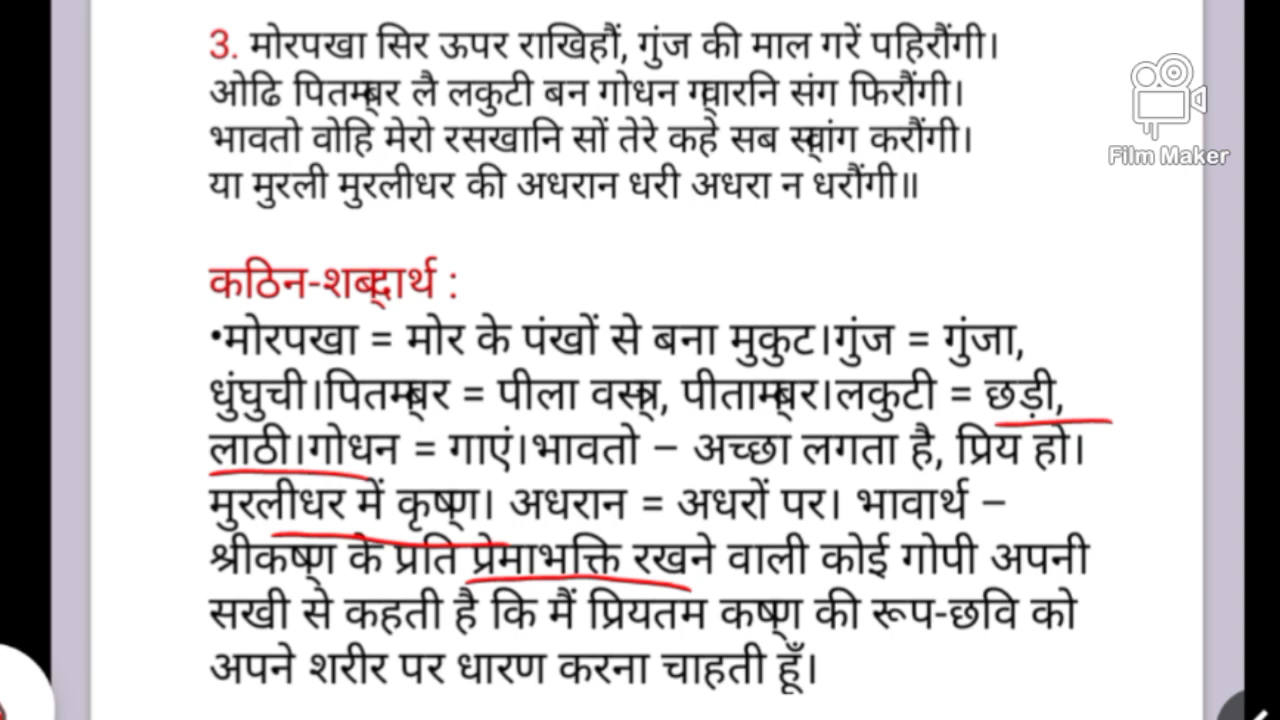 3. मोरपखा सिर ऊपर राखिहौं, गुंज की माल गरें पहिरौंगी।
ओढि पितम्बर लै लकुटी बन गोधन ग्वारनि संग फिरौंगी।
भावतो वोहि मेरो रसखानि सों तेरे कहे सब स्वांग करौंगी।
या मुरली मुरलीधर की अधरान धरी अधरा न धरौंगी॥
कठिन-शब्दार्थ :
•मोरपखा = मोर के पंखों से बना मुकुट।गुंज = गुंजा,
धुंघुची।पितम्बर = पीला वस्त्र, पीताम्बर।लकुटी = छड़ी,
लाठी।गोधन = गाएं।भावतो – अच्छा लगता है, प्रिय हो।
मुरलीधर में कृष्ण। अधरान = अधरों पर। भावार्थ –
श्रीकष्ण के प्रति प्रेमाभक्ति रखने वाली कोई गोपी अपनी
सखी से कहती है कि मैं प्रियतम कष्ण की रूप-छवि को
अपने शरीर पर धारण करना चाहती हूँ।
Film Maker